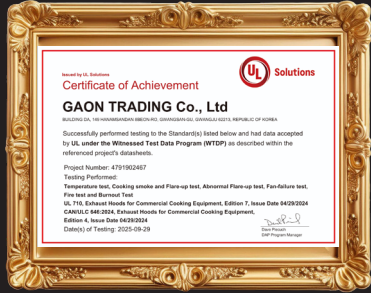 Issued by UL Solutions
UL Solutions
Certificate of Achievement
GAON TRADING Co., Ltd
BUILDING DA, 149 HANAMSANDAN 8BEON-RO, GWANGSAN-GU, GWANGJU 62213, REPUBLIC OF KOREA
Successfully performed testing to the Standard(s) listed below and had data accepted
by UL under the Witnessed Test Data Program (WTDP) as described within the
referenced project's datasheets.
Project Number: 4791902467
Testing Performed:
Temperature test, Cooking smoke and Flare-up test, Abnormal Flare-up test, Fan-failure test,
Fire test and Burnout Test
UL 710, Exhaust Hoods for Commercial Cooking Equipment, Edition 7, Issue Date 04/29/2024
CAN/ULC 646:2024, Exhaust Hoods for Commercial Cooking Equipment,
Edition 4, Issue Date 04/29/2024
Date(s) of Testing: 2025-09-29
DAP Program Manager